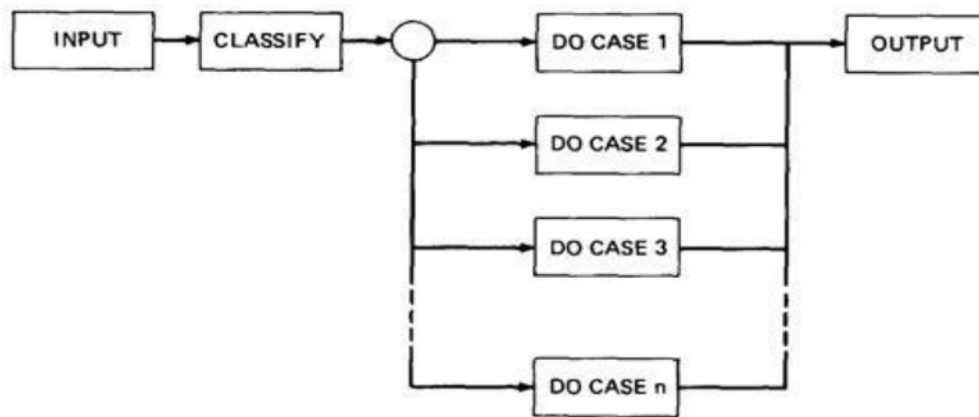 INPUT
CLASSIFY
DO CASE 1
OUTPUT
DO CASE 2
DO CASE 3
DO CASE n